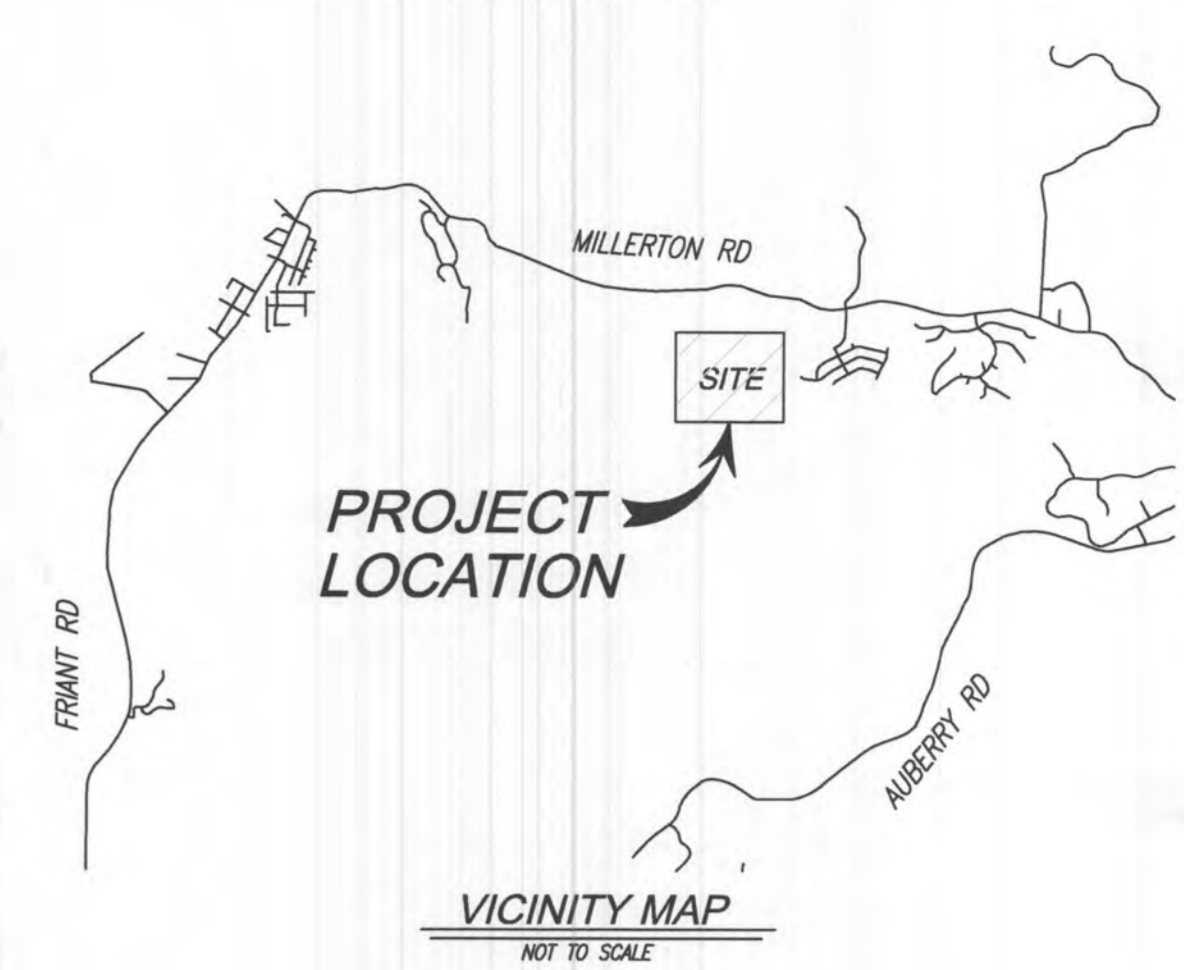 MILLERTON RD
SITE
PROJECT
LOCATION
FRIANT RD
AUBERRY RD
VICINITY MAP
NOT TO SCALE